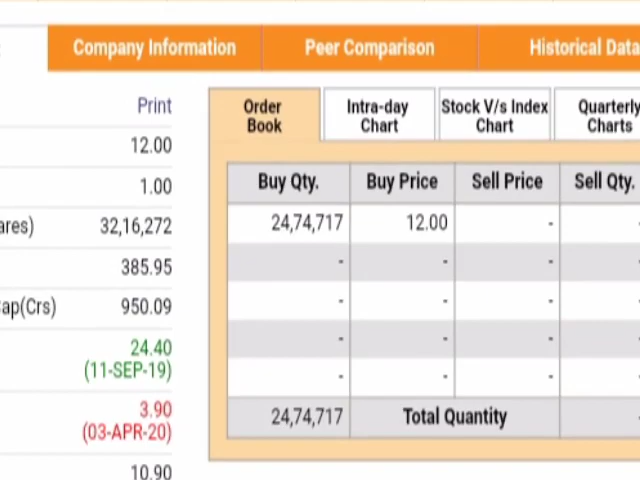 :
Company Information Peer Comparison Historical Data
Print
12.00
1.00
ares) 32,16,272
385.95
Cap(Crs) 950.09
24.40
(11-SEP-19)
3.90
(03-APR-20)
10.90
Order Book
Intra-day Chart
Stock V/s Index Chart
Quarterly Charts
Buy Qty. Buy Price Sell Price Sell Qty.
24,74,717 12.00 - -
- - - -
- - - -
- - - -
- - - -
24,74,717 Total Quantity -